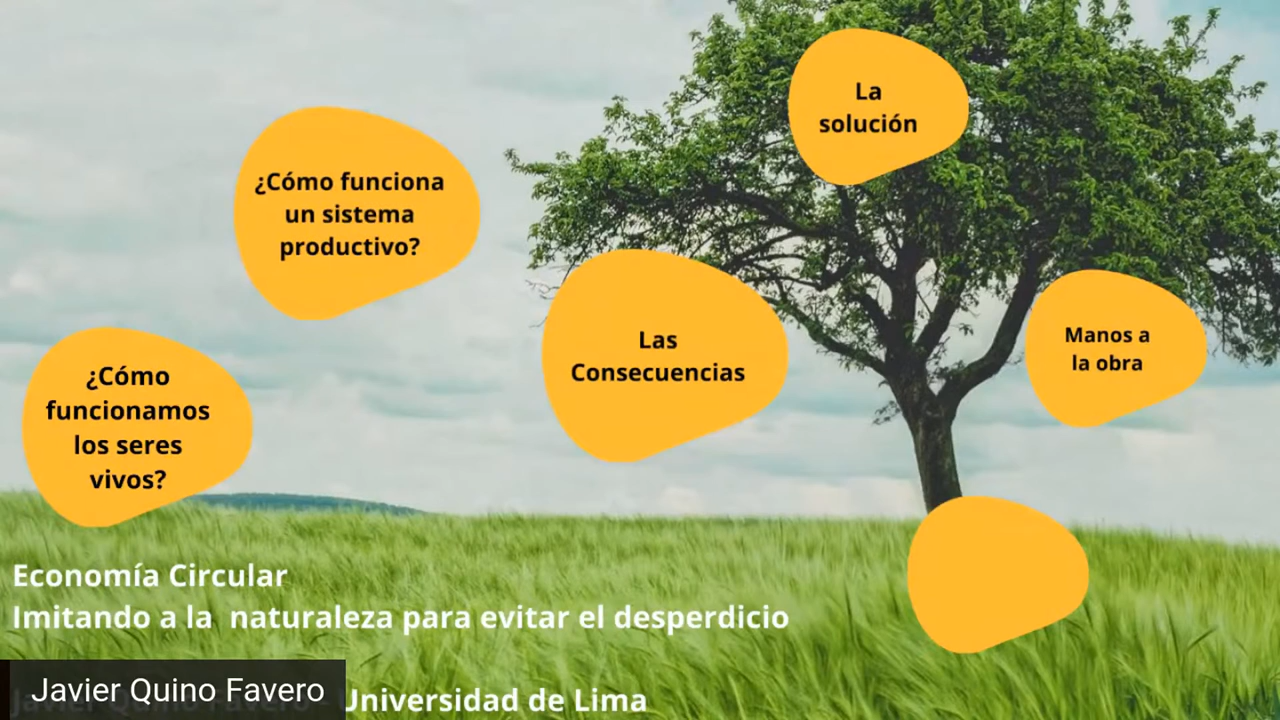 La
solución
¿Cómo funciona
un sistema
productivo?
Las
Consecuencias
Manos a
la obra
¿Cómo
funcionamos
los seres
vivos?
Economía Circular
Imitando a la naturaleza para evitar el desperdicio
Javier Quino Favero
Universidad de Lima